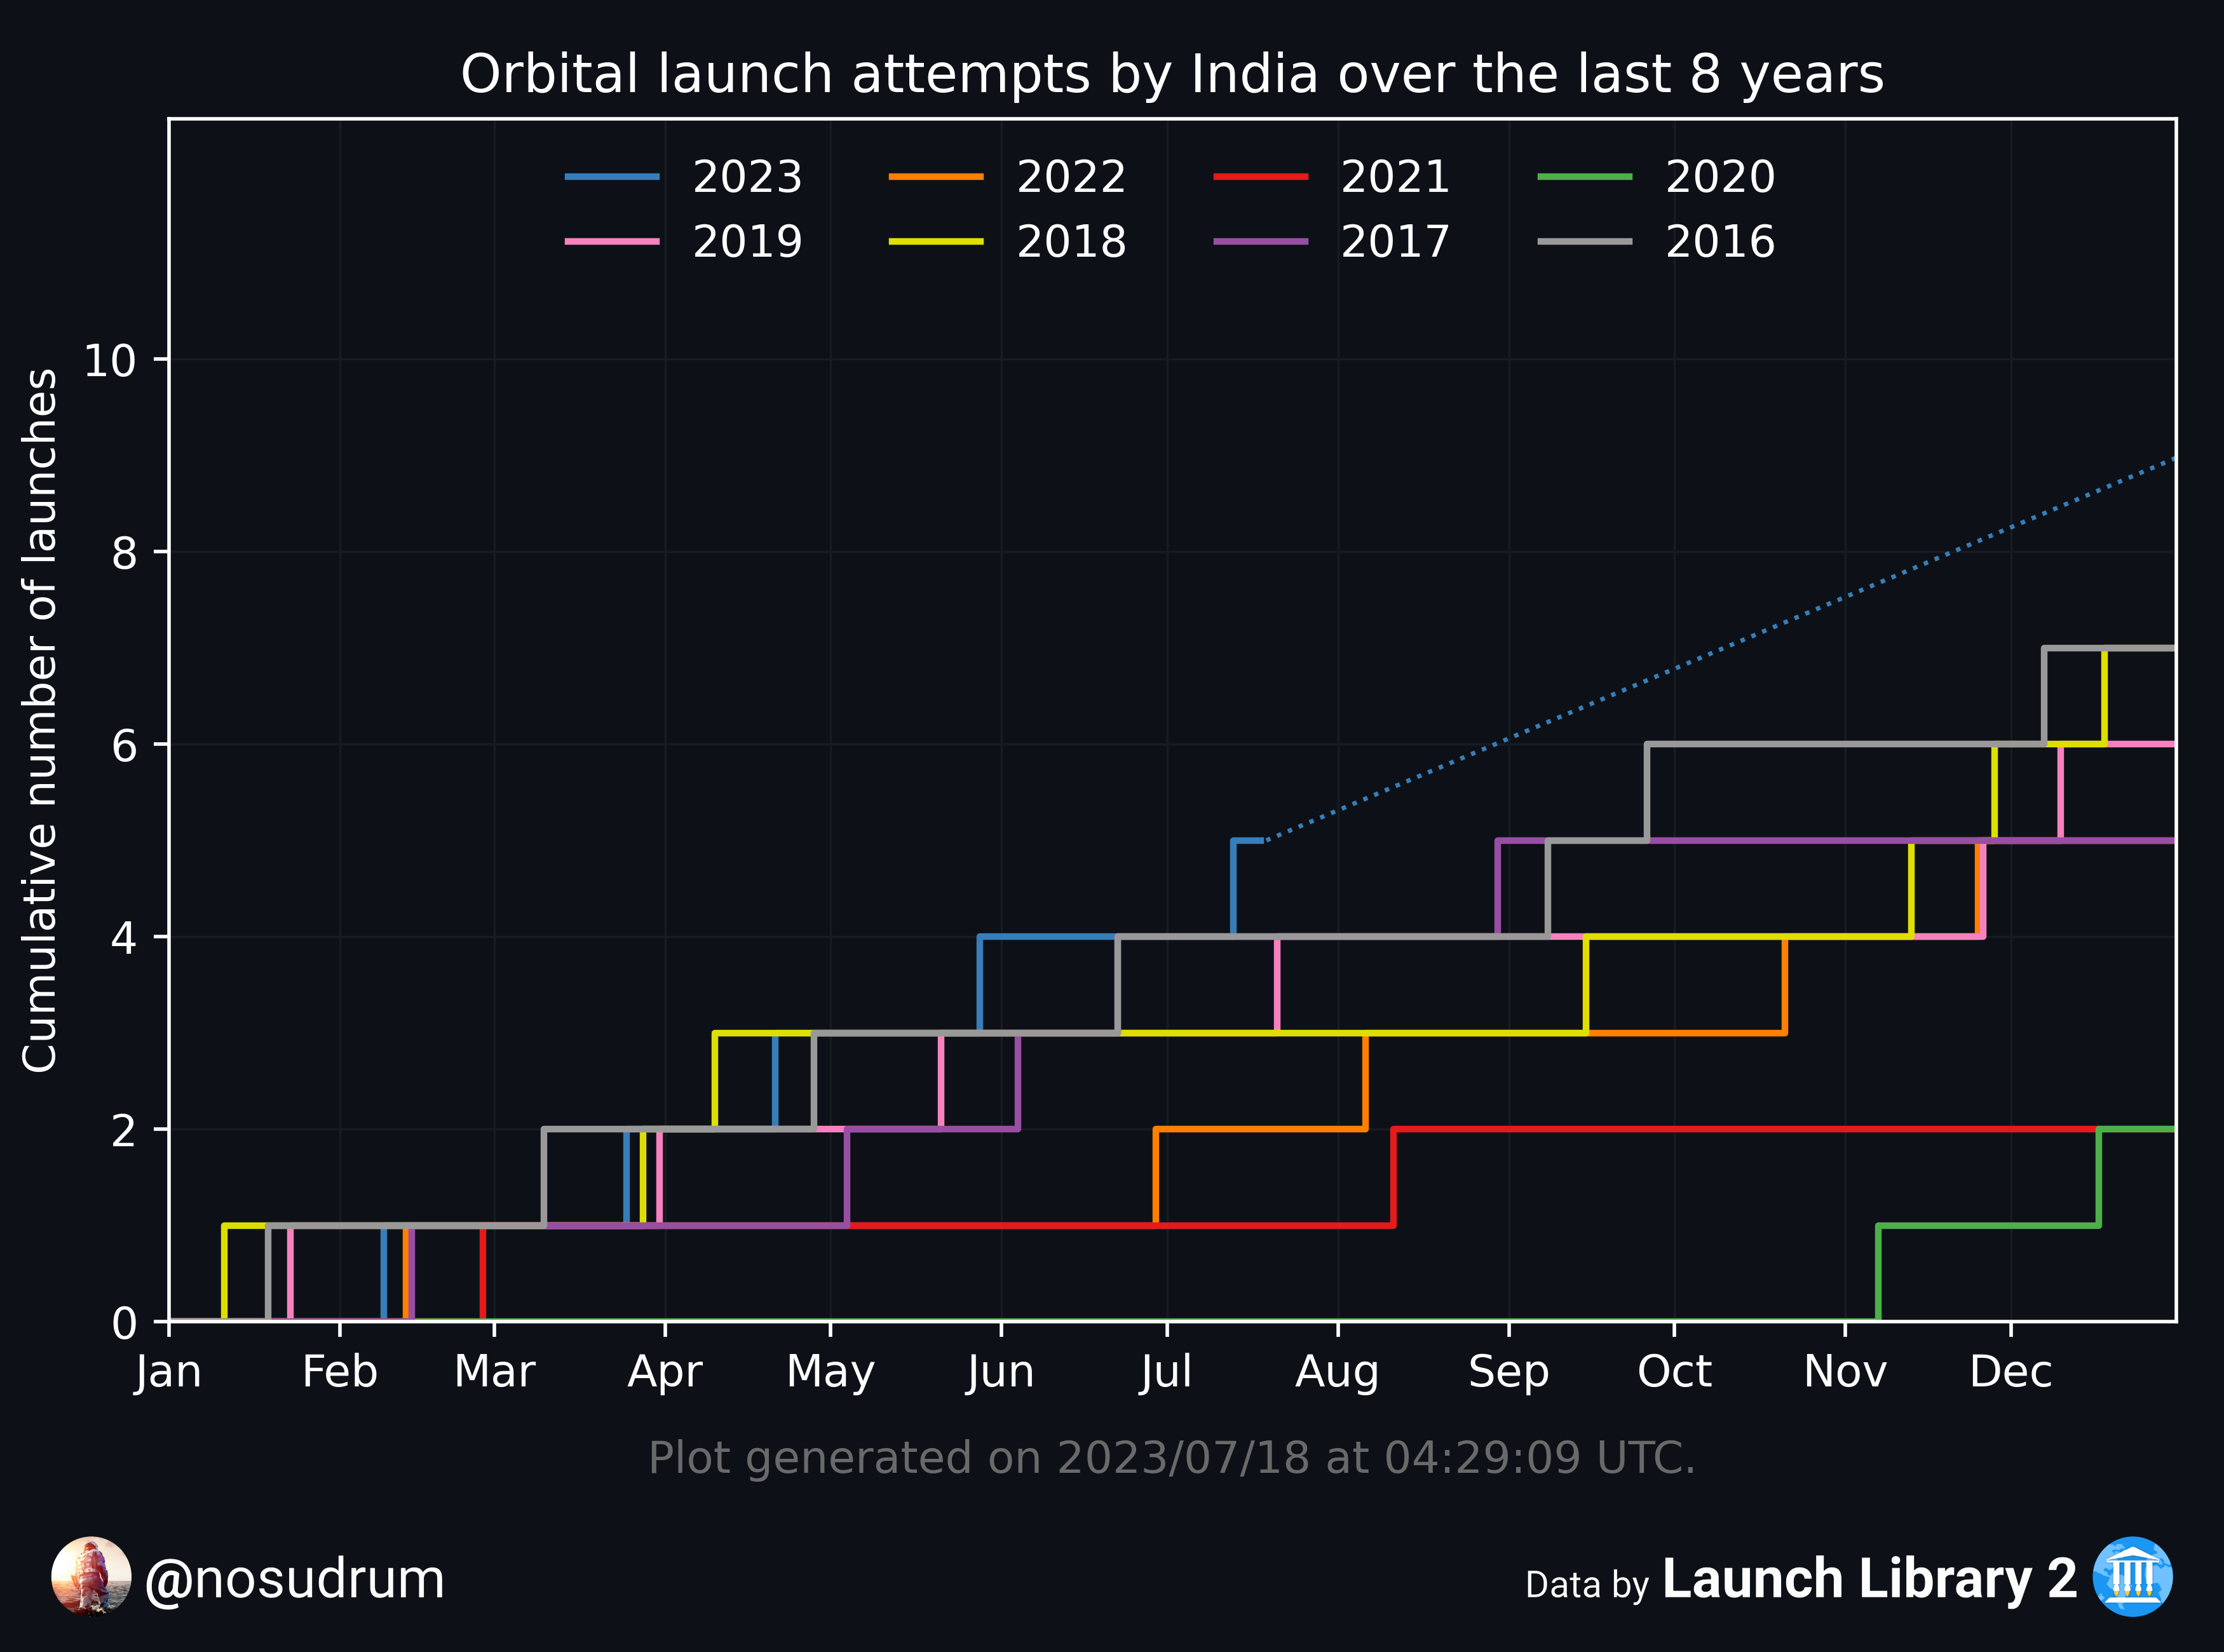 Orbital launch attempts by India over the last 8 years
2023 2022 2021 2020
2019 2018 2017 2016
Cumulative number of launches
10
8
6
4
2
0
Jan Feb Mar Apr May Jun Jul Aug Sep Oct Nov Dec
Plot generated on 2023/07/18 at 04:29:09 UTC.
@nosudrum
Data by Launch Library 2